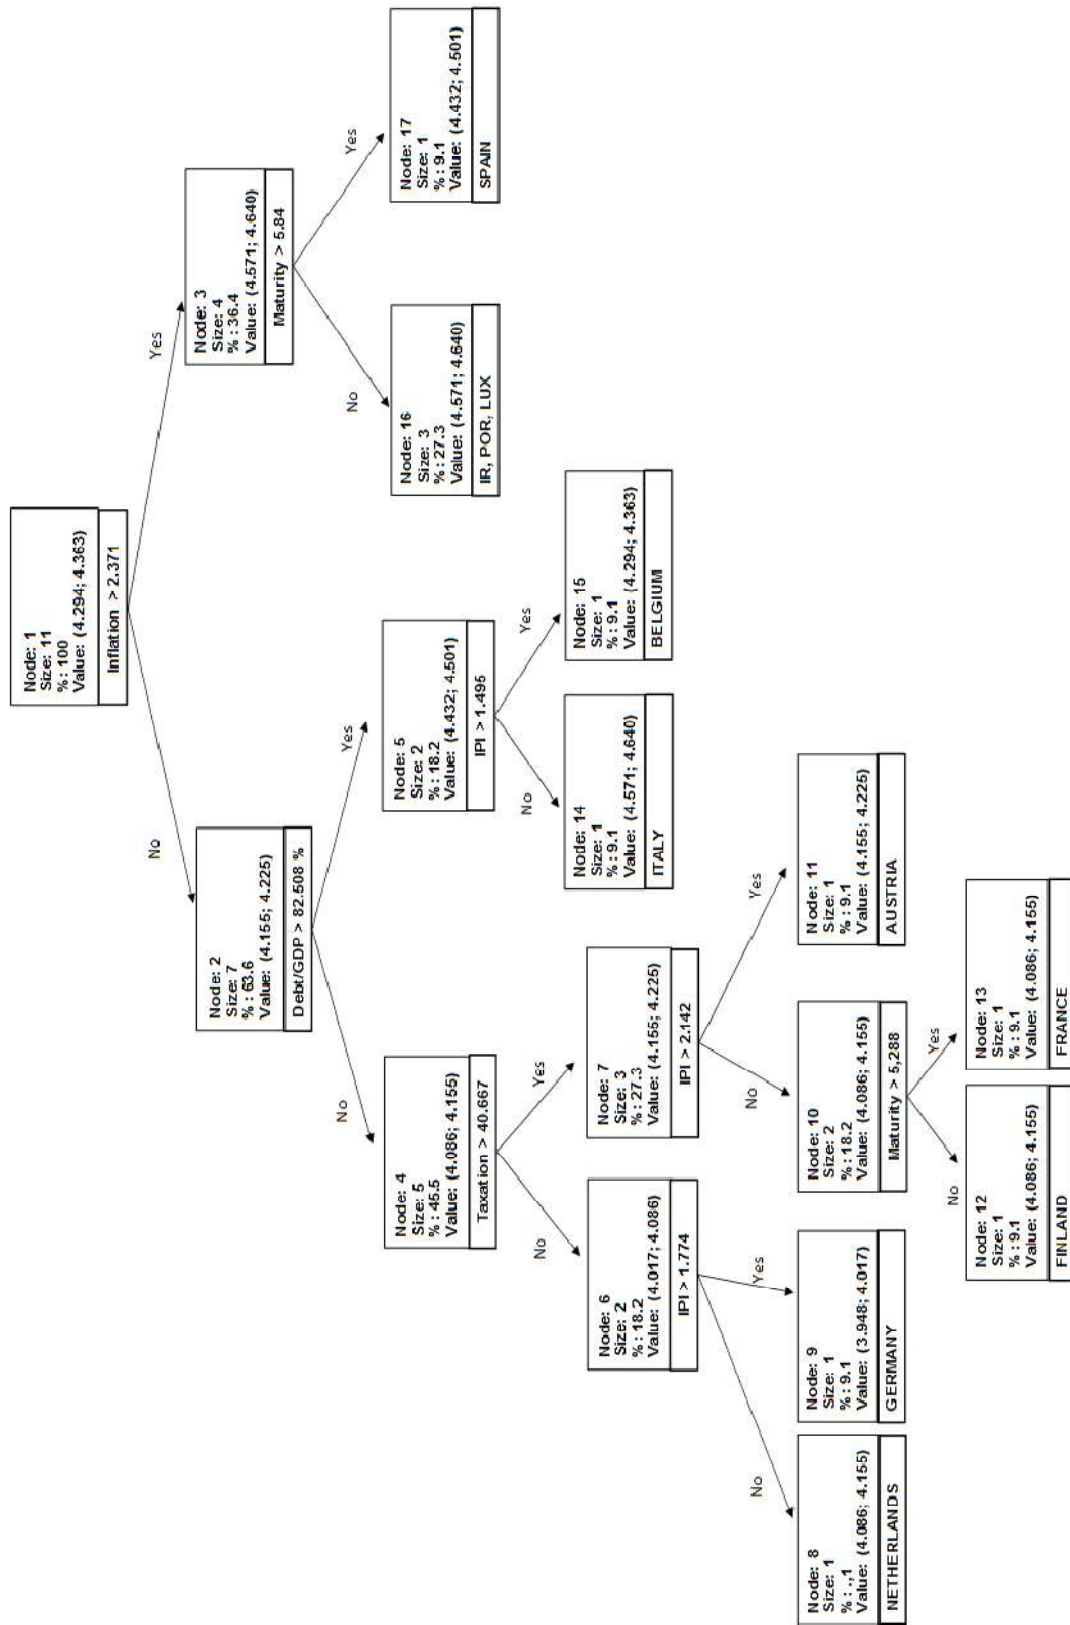 Node: 1
Size: 11
%: 100
Value: (4.294; 4.363)
Inflation > 2.371
No
Yes
Node: 2
Size: 7
%: 63.6
Value: (4.155; 4.225)
Debt/GDP > 82.508 %
Node: 3
Size: 4
%: 36.4
Value: (4.571; 4.640)
Maturity > 5.84
No
Yes
No
Yes
Node: 4
Size: 5
%: 45.5
Value: (4.086; 4.155)
Taxation > 40.667
Node: 5
Size: 2
%: 18.2
Value: (4.432; 4.501)
IPI > 1.495
Node: 16
Size: 3
%: 27.3
Value: (4.571; 4.640)
IR, POR, LUX
Node: 17
Size: 1
%: 9.1
Value: (4.432; 4.501)
SPAIN
No
Yes
No
Yes
Node: 6
Size: 2
%: 18.2
Value: (4.017; 4.086)
IPI > 1.774
Node: 7
Size: 3
%: 27.3
Value: (4.155; 4.225)
IPI > 2.142
Node: 14
Size: 1
%: 9.1
Value: (4.571; 4.640)
ITALY
Node: 15
Size: 1
%: 9.1
Value: (4.294; 4.363)
BELGIUM
No
Yes
No
Yes
Node: 8
Size: 1
%: .,1
Value: (4.086; 4.155)
NETHERLANDS
Node: 9
Size: 1
%: 9.1
Value: (3.948; 4.017)
GERMANY
Node: 10
Size: 2
%: 18.2
Value: (4.086; 4.155)
Maturity > 5,288
Node: 11
Size: 1
%: 9.1
Value: (4.155; 4.225)
AUSTRIA
No
Yes
Node: 12
Size: 1
%: 9.1
Value: (4.086; 4.155)
FINLAND
Node: 13
Size: 1
%: 9.1
Value: (4.086; 4.155)
FRANCE